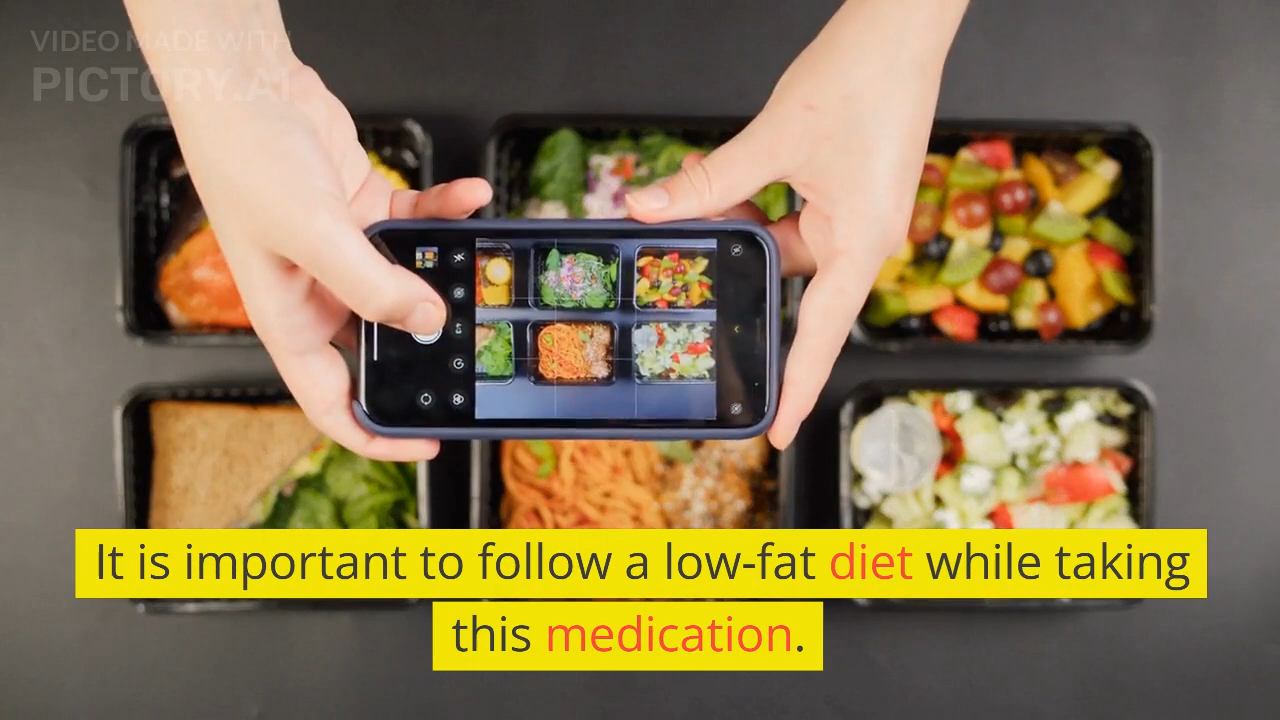 VIDEO MADE WITH
PICTORY.AI
It is important to follow a low-fat diet while taking
this medication.